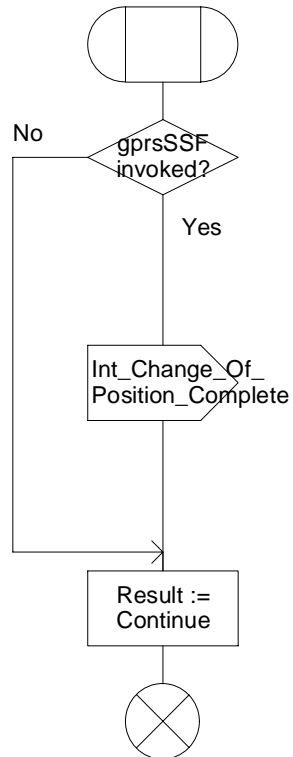 No
gprsSSF
invoked?
Yes
Int_Change_Of_
Position_Complete
Result :=
Continue